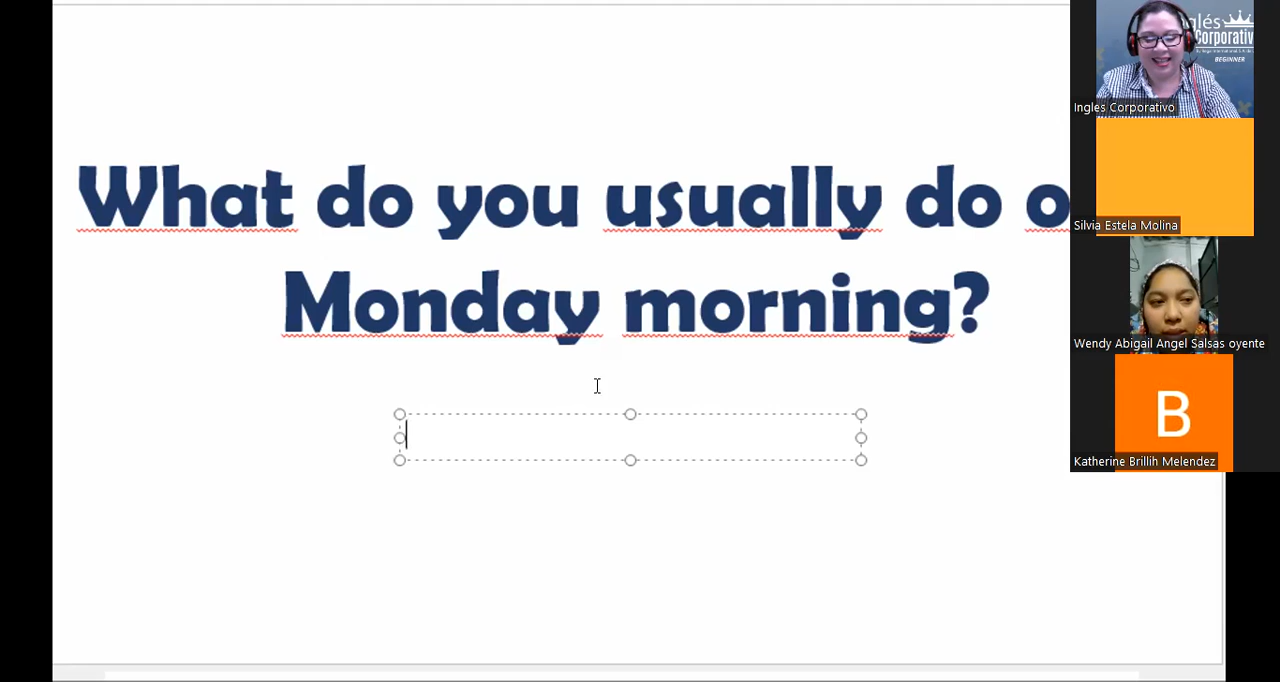 What do you usually do o
Monday morning?
Inglés
Corporativ
BEGINNER
Ingles Corporativo
Silvia Estela Molina
Wendy Abigail Angel Salsas oyente
B
Katherine Brillih Melendez